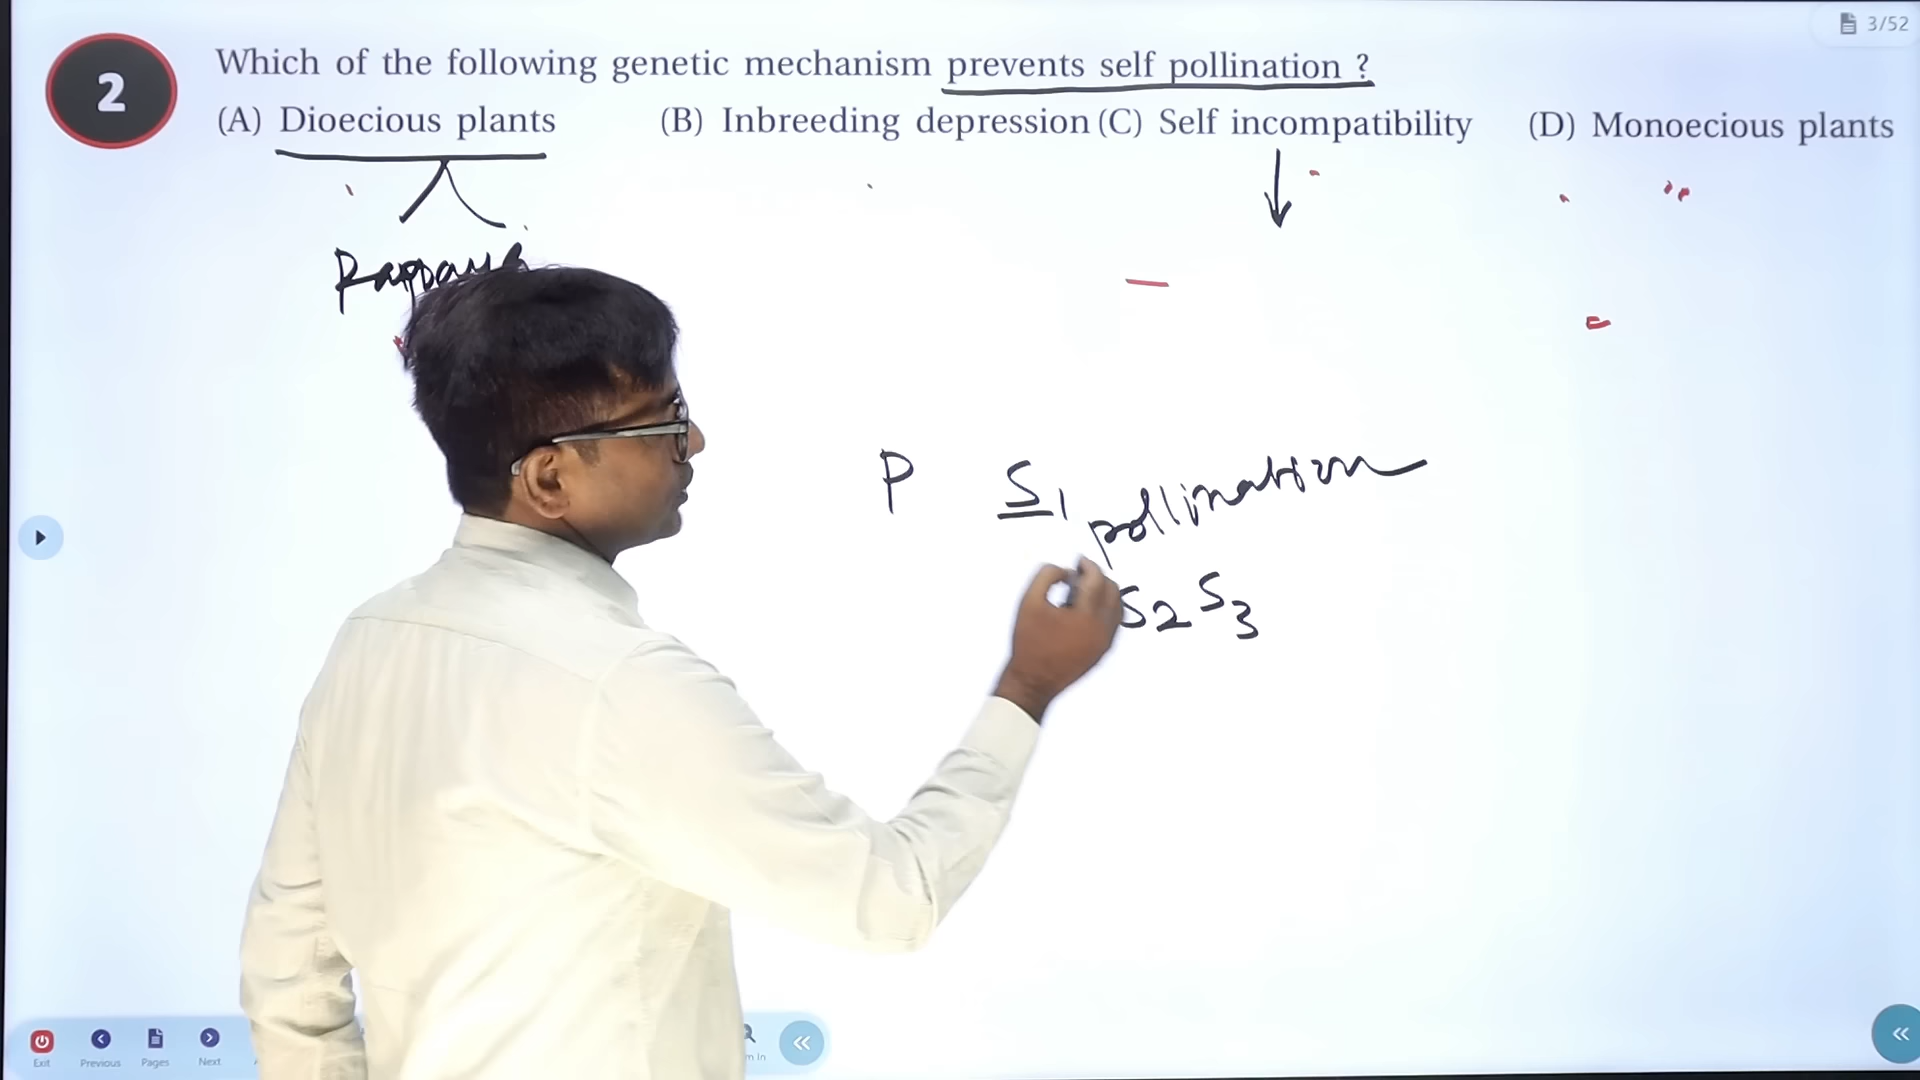 3/52
2
Which of the following genetic mechanism prevents self pollination ?
(A) Dioecious plants (B) Inbreeding depression (C) Self incompatibility (D) Monoecious plants
P S1 pollination
S2 S3
Exit Previous Pages Next